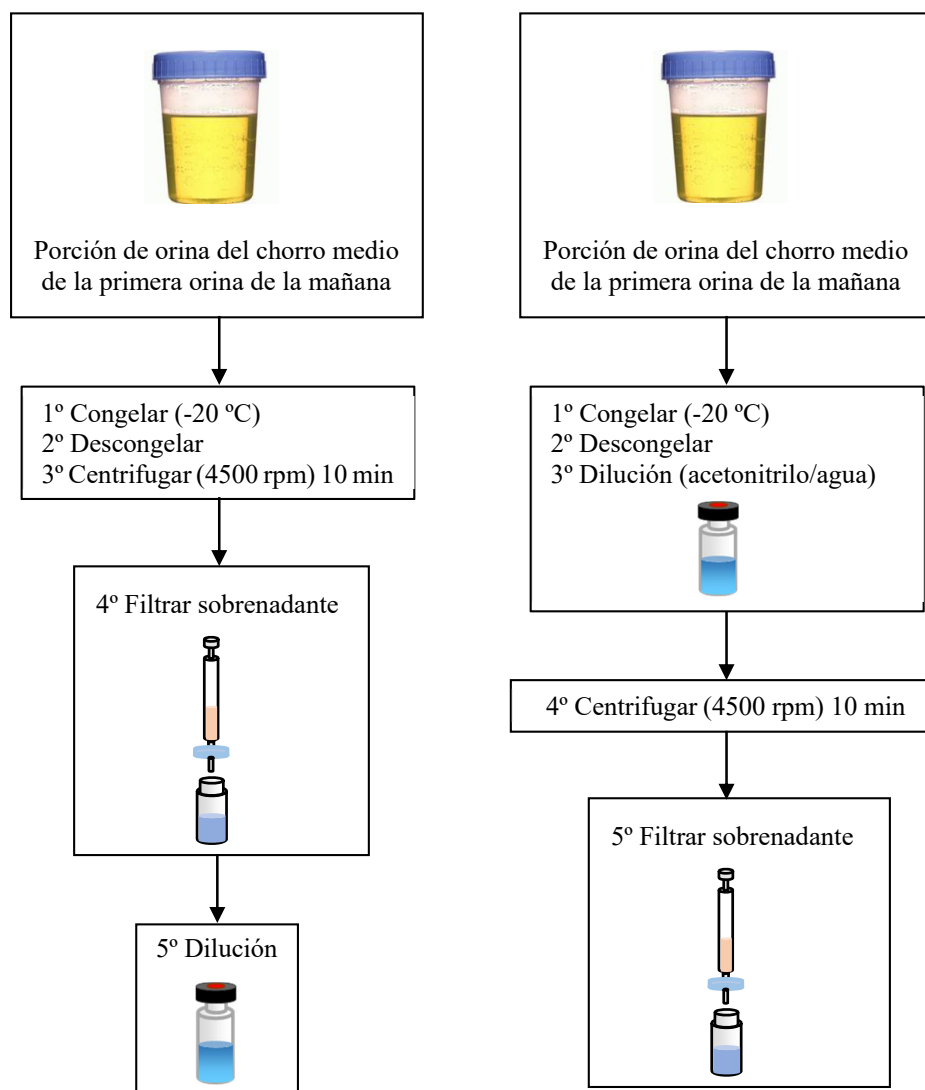 Porción de orina del chorro medio
de la primera orina de la mañana
1º Congelar (-20 ºC)
2º Descongelar
3º Centrifugar (4500 rpm) 10 min
4º Filtrar sobrenadante
5º Dilución
Porción de orina del chorro medio
de la primera orina de la mañana
1º Congelar (-20 ºC)
2º Descongelar
3º Dilución (acetonitrilo/agua)
4º Centrifugar (4500 rpm) 10 min
5º Filtrar sobrenadante